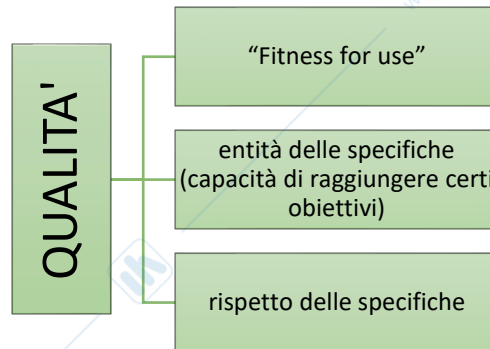 QUALITA'
“Fitness for use”
entità delle specifiche
(capacità di raggiungere certi
obiettivi)
rispetto delle specifiche